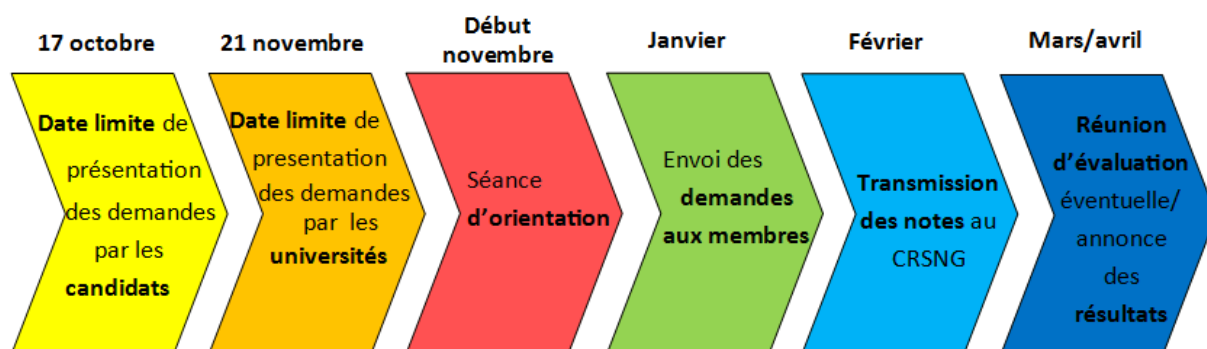 17 octobre
Date limite de
présentation
des demandes
par les
candidats
21 novembre
Date limite de
presentation
des demandes
par les
universités
Début
novembre
Séance
d'orientation
Janvier
Envoi des
demandes
aux membres
Février
Transmission
des notes au
CRSNG
Mars/avril
Réunion
d'évaluation
éventuelle/
annonce
des
résultats